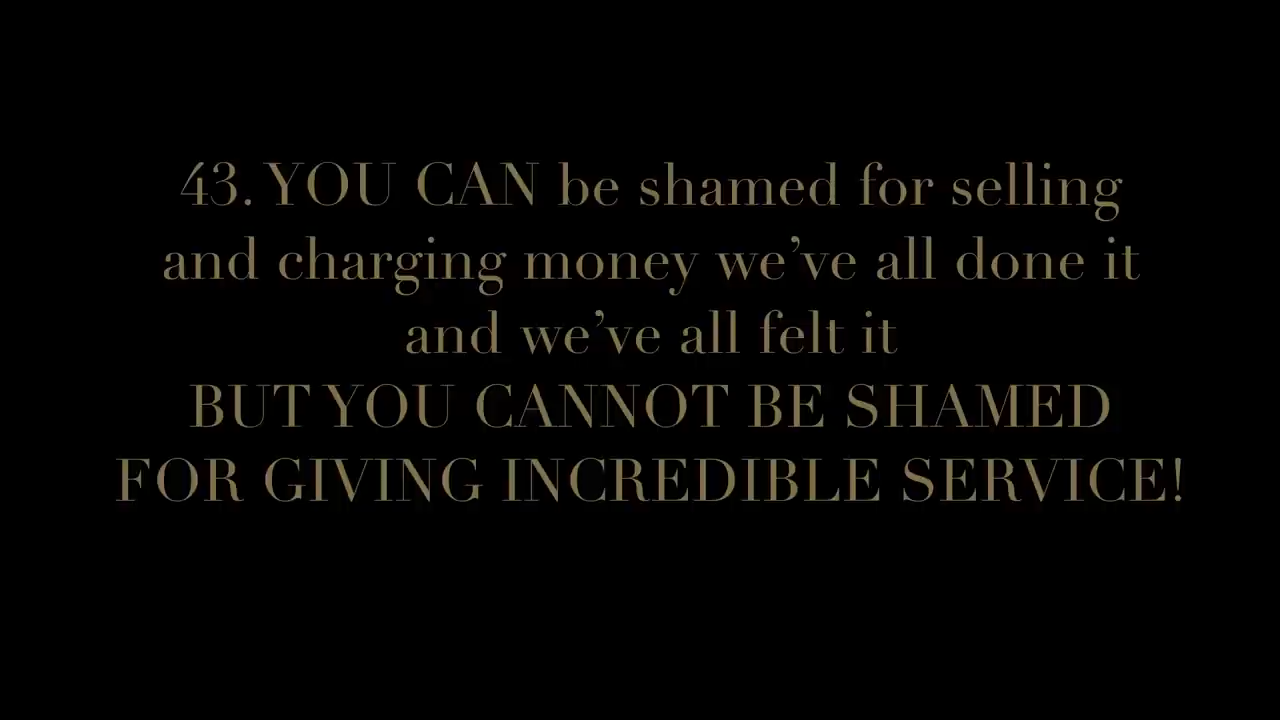 43. YOU CAN be shamed for selling
and charging money we’ve all done it
and we’ve all felt it
BUT YOU CANNOT BE SHAMED
FOR GIVING INCREDIBLE SERVICE!